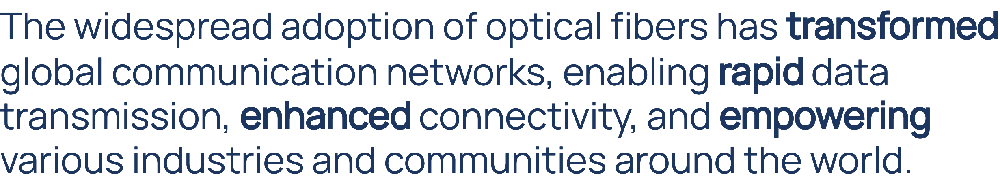 The widespread adoption of optical fibers has transformed
global communication networks, enabling rapid data
transmission, enhanced connectivity, and empowering
various industries and communities around the world.